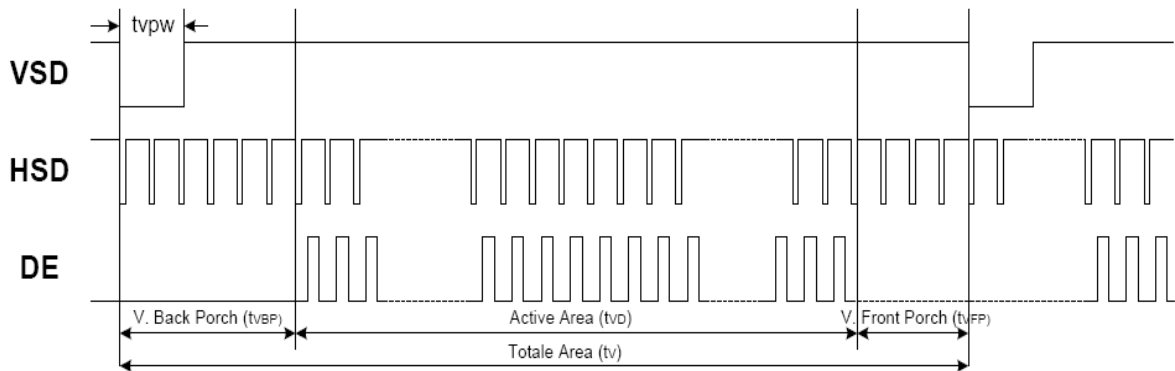 tvpw
VSD
HSD
DE
V. Back Porch (tVBP)
Active Area (tVD)
V. Front Porch (tVFP)
Totale Area (tV)